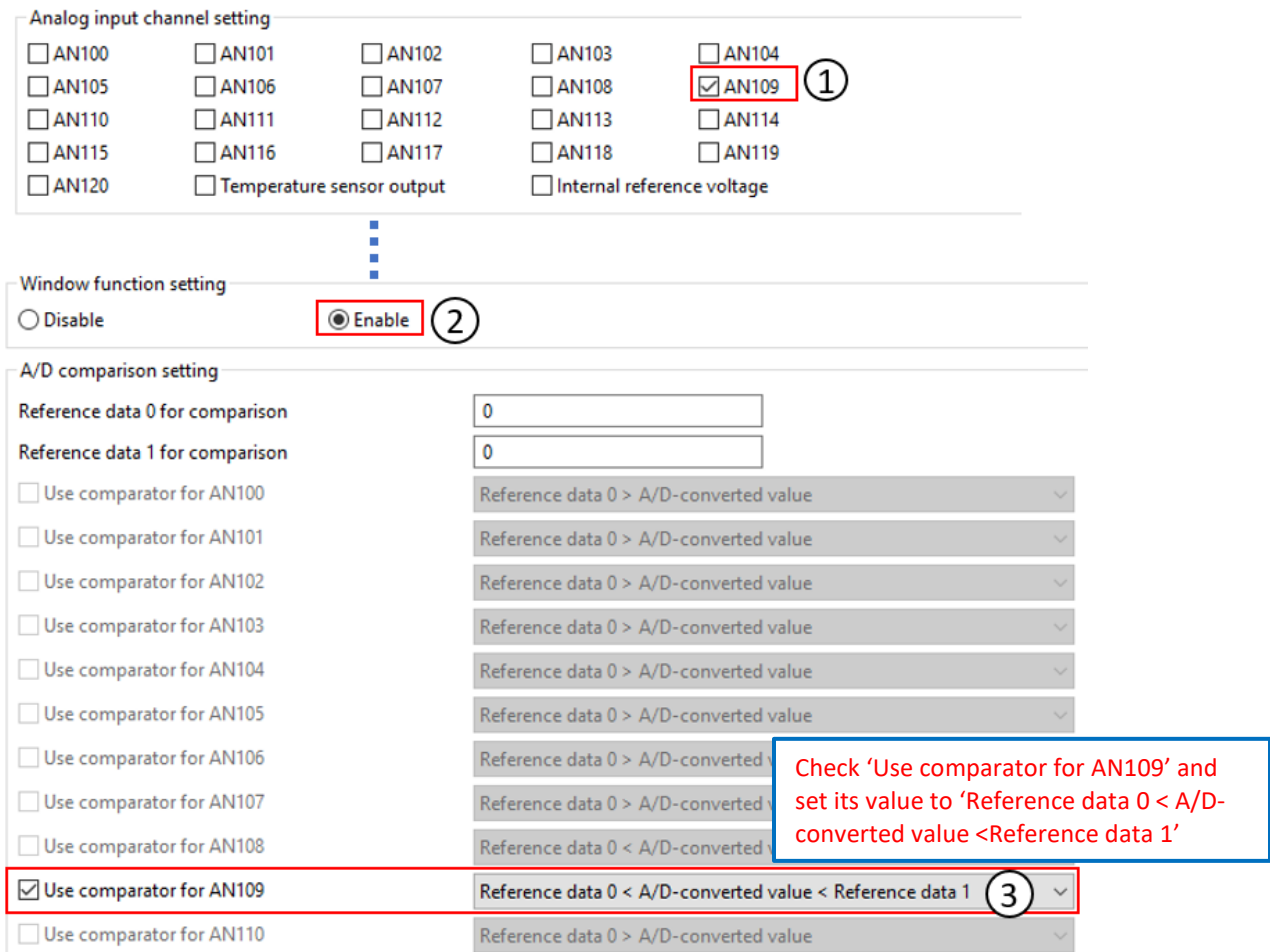 Analog input channel setting
AN100 AN101 AN102 AN103 AN104
AN105 AN106 AN107 AN108 AN109 1
AN110 AN111 AN112 AN113 AN114
AN115 AN116 AN117 AN118 AN119
AN120 Temperature sensor output Internal reference voltage
Window function setting
Disable Enable 2
A/D comparison setting
Reference data 0 for comparison 0
Reference data 1 for comparison 0
Use comparator for AN100 Reference data 0 > A/D-converted value
Use comparator for AN101 Reference data 0 > A/D-converted value
Use comparator for AN102 Reference data 0 > A/D-converted value
Use comparator for AN103 Reference data 0 > A/D-converted value
Use comparator for AN104 Reference data 0 > A/D-converted value
Use comparator for AN105 Reference data 0 > A/D-converted value
Use comparator for AN106 Reference data 0 > A/D-converted
Use comparator for AN107 Reference data 0 > A/D-converted
Use comparator for AN108 Reference data 0 < A/D-converted
Check ‘Use comparator for AN109’ and
set its value to ‘Reference data 0 < A/D-
converted value <Reference data 1’
Use comparator for AN109 Reference data 0 < A/D-converted value < Reference data 1 3
Use comparator for AN110 Reference data 0 > A/D-converted value